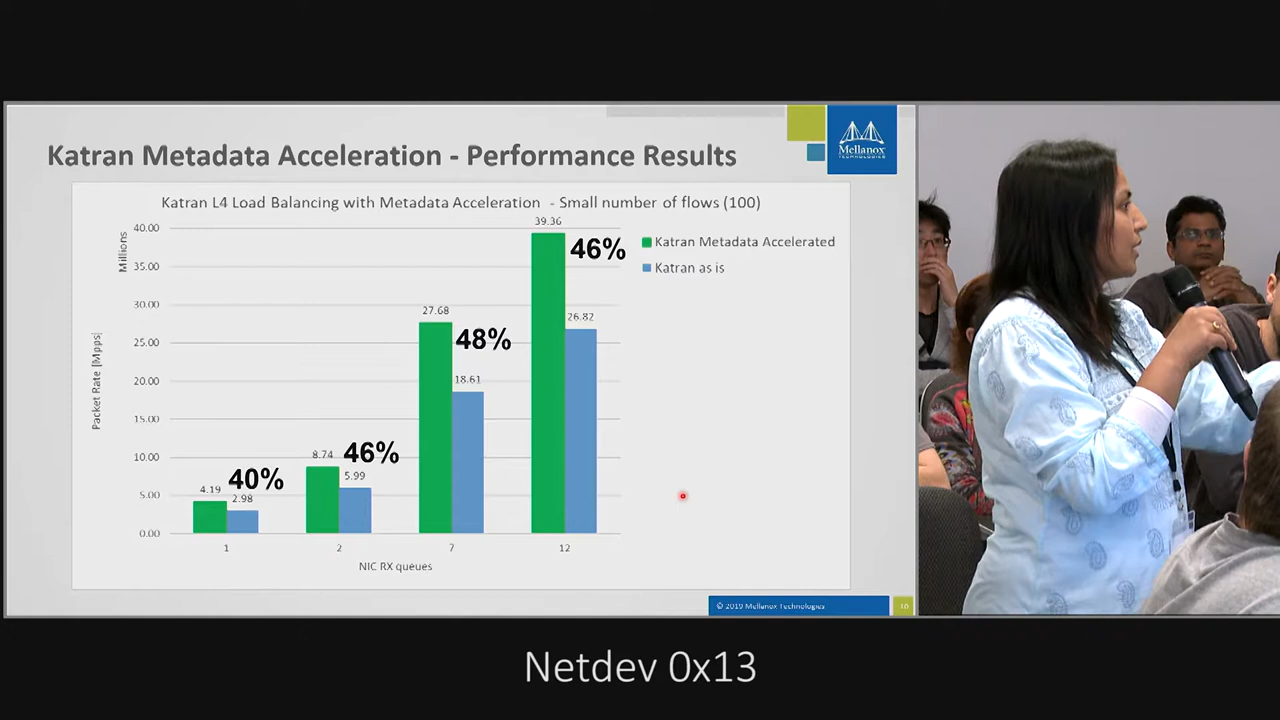 Katran Metadata Acceleration - Performance Results
Mellanox
TECHNOLOGIES
Katran L4 Load Balancing with Metadata Acceleration - Small number of flows (100)
Millions
Packet Rate [Mpps]
40.00
35.00
30.00
25.00
20.00
15.00
10.00
5.00
0.00
4.19
40%
2.98
8.74
46%
5.99
27.68
48%
18.61
39.36
46%
26.82
Katran Metadata Accelerated
Katran as is
1
2
7
12
NIC RX queues
© 2019 Mellanox Technologies
10
Netdev 0x13